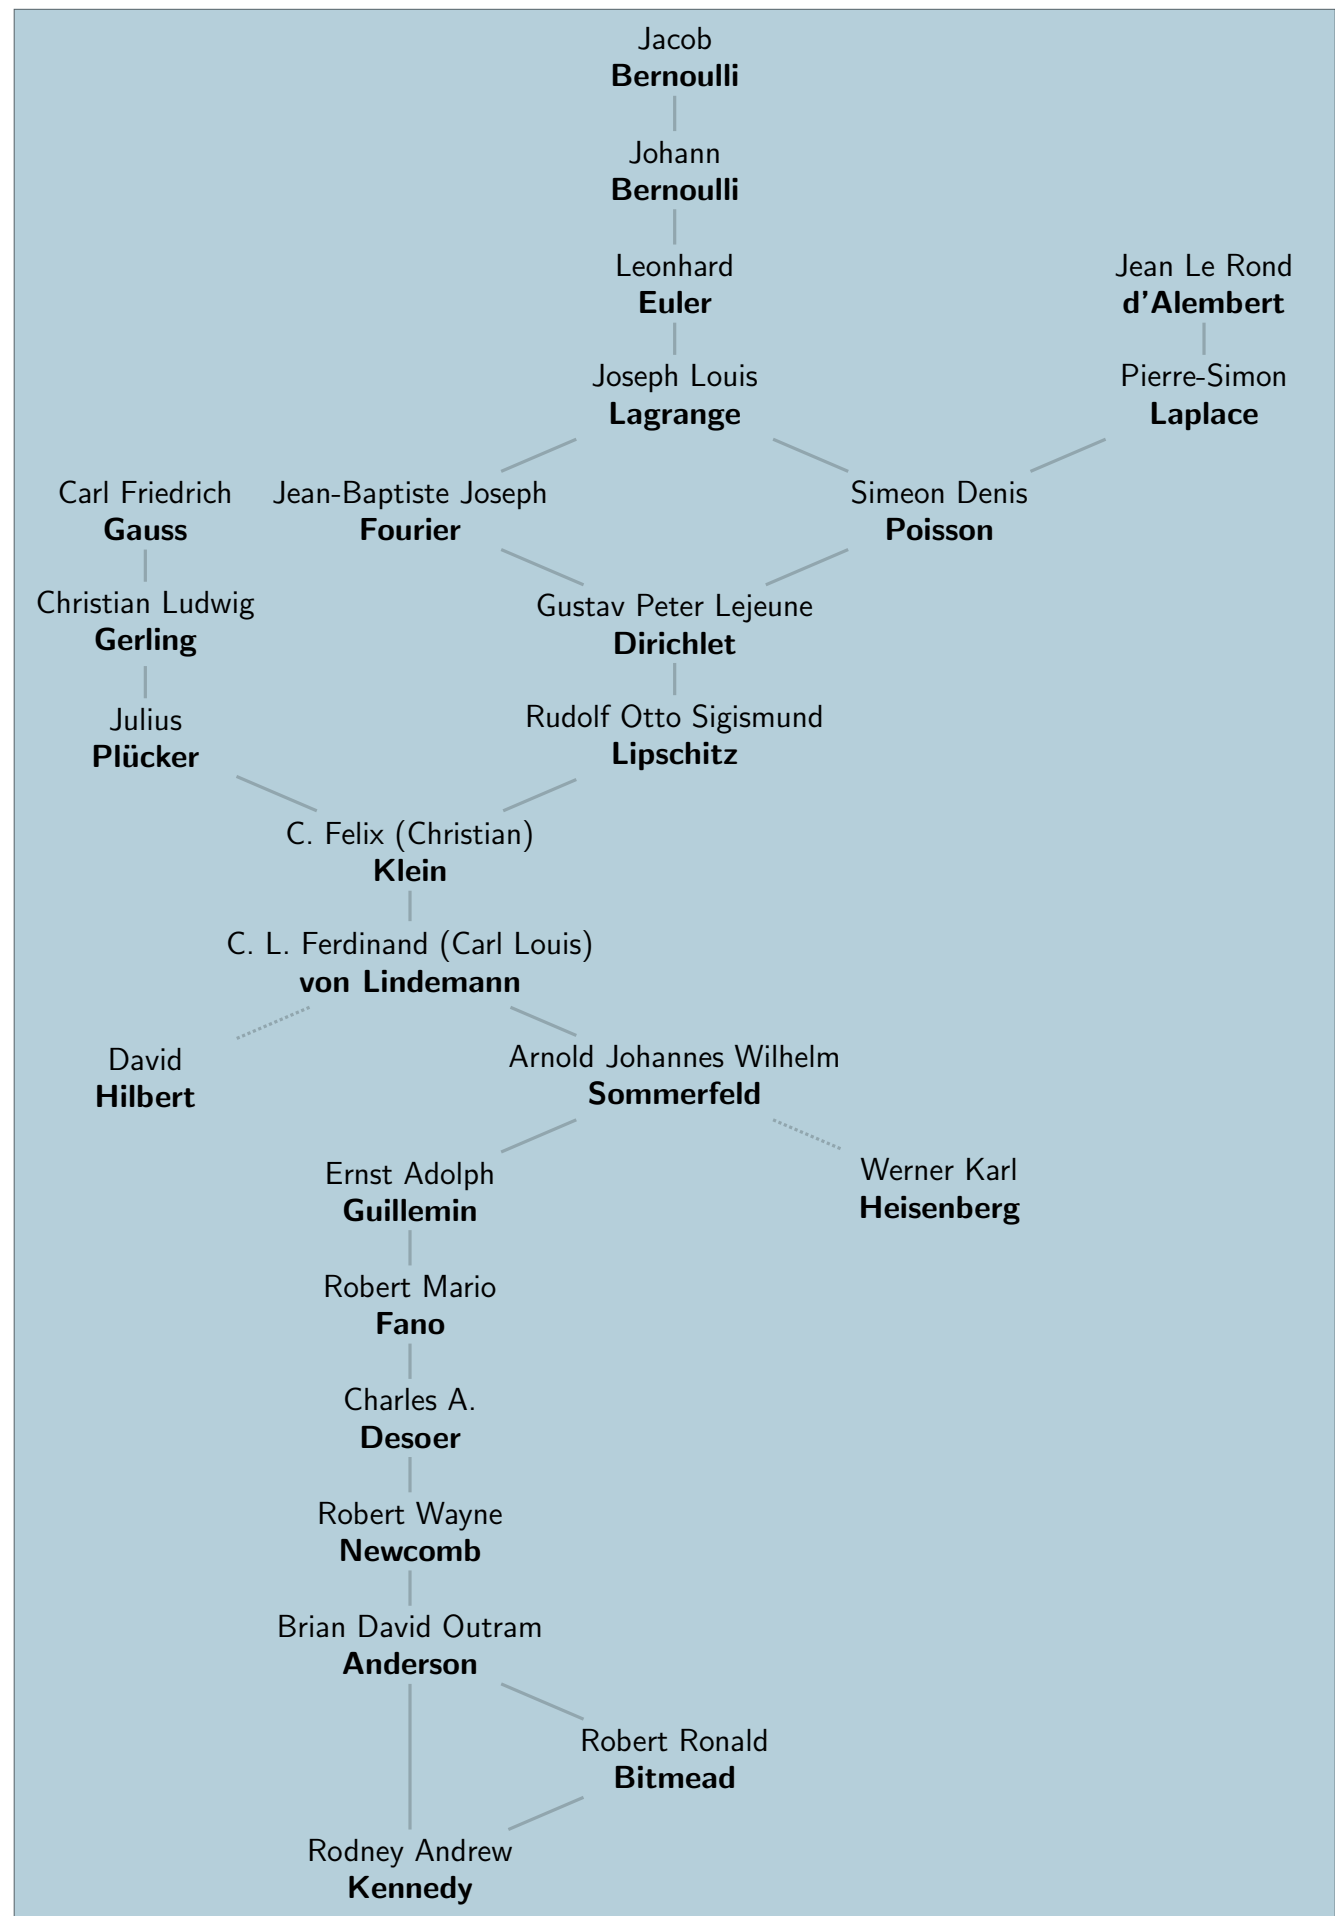 Jacob
Bernoulli
Johann
Bernoulli
Leonhard
Euler
Jean Le Rond
d'Alembert
Joseph Louis
Lagrange
Pierre-Simon
Laplace
Carl Friedrich
Gauss
Jean-Baptiste Joseph
Fourier
Simeon Denis
Poisson
Christian Ludwig
Gerling
Gustav Peter Lejeune
Dirichlet
Julius
Plücker
Rudolf Otto Sigismund
Lipschitz
C. Felix (Christian)
Klein
C. L. Ferdinand (Carl Louis)
von Lindemann
David
Hilbert
Arnold Johannes Wilhelm
Sommerfeld
Ernst Adolph
Guillemin
Werner Karl
Heisenberg
Robert Mario
Fano
Charles A.
Desoer
Robert Wayne
Newcomb
Brian David Outram
Anderson
Robert Ronald
Bitmead
Rodney Andrew
Kennedy